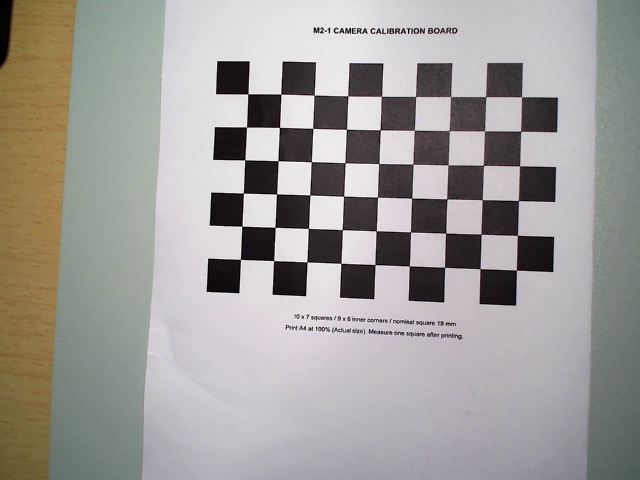 M2-1 CAMERA CALIBRATION BOARD
10 x 7 squares / 9 x 6 inner corners / nominal square 18 mm
Print A4 at 100% (Actual size). Measure one square after printing.